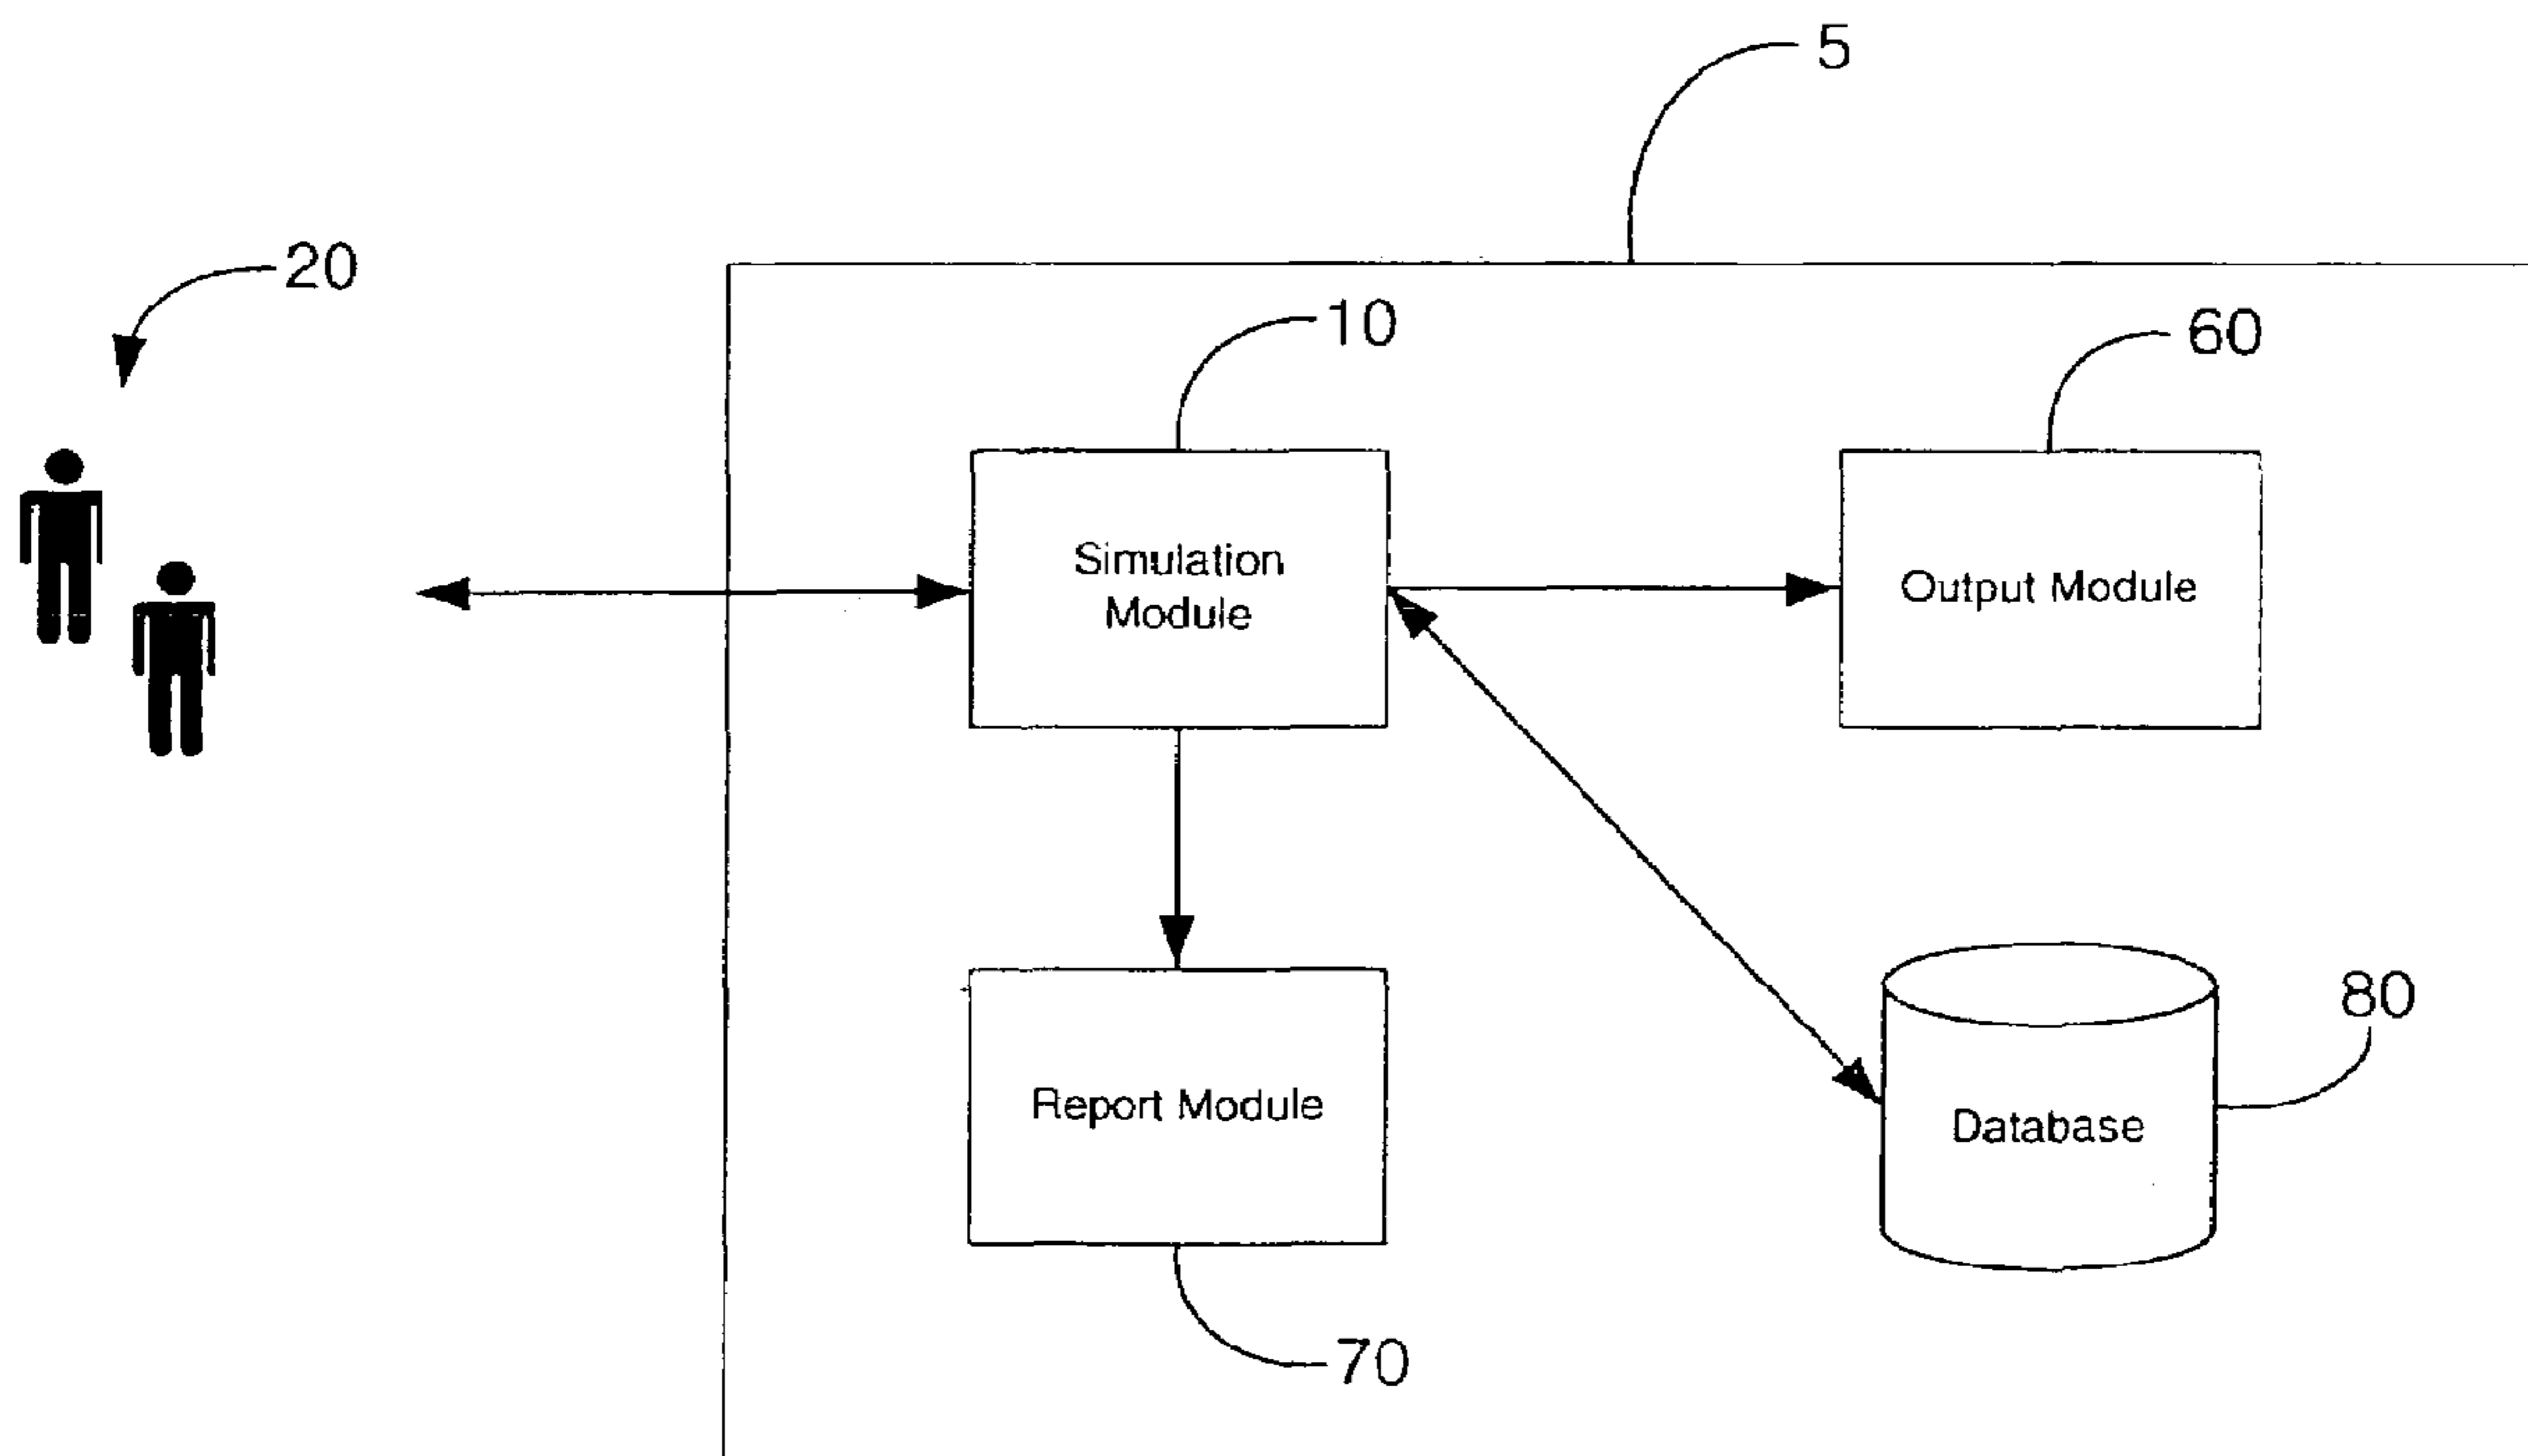 5
20
10
60
Simulation
Module
Output Module
80
Report Module
Database
70